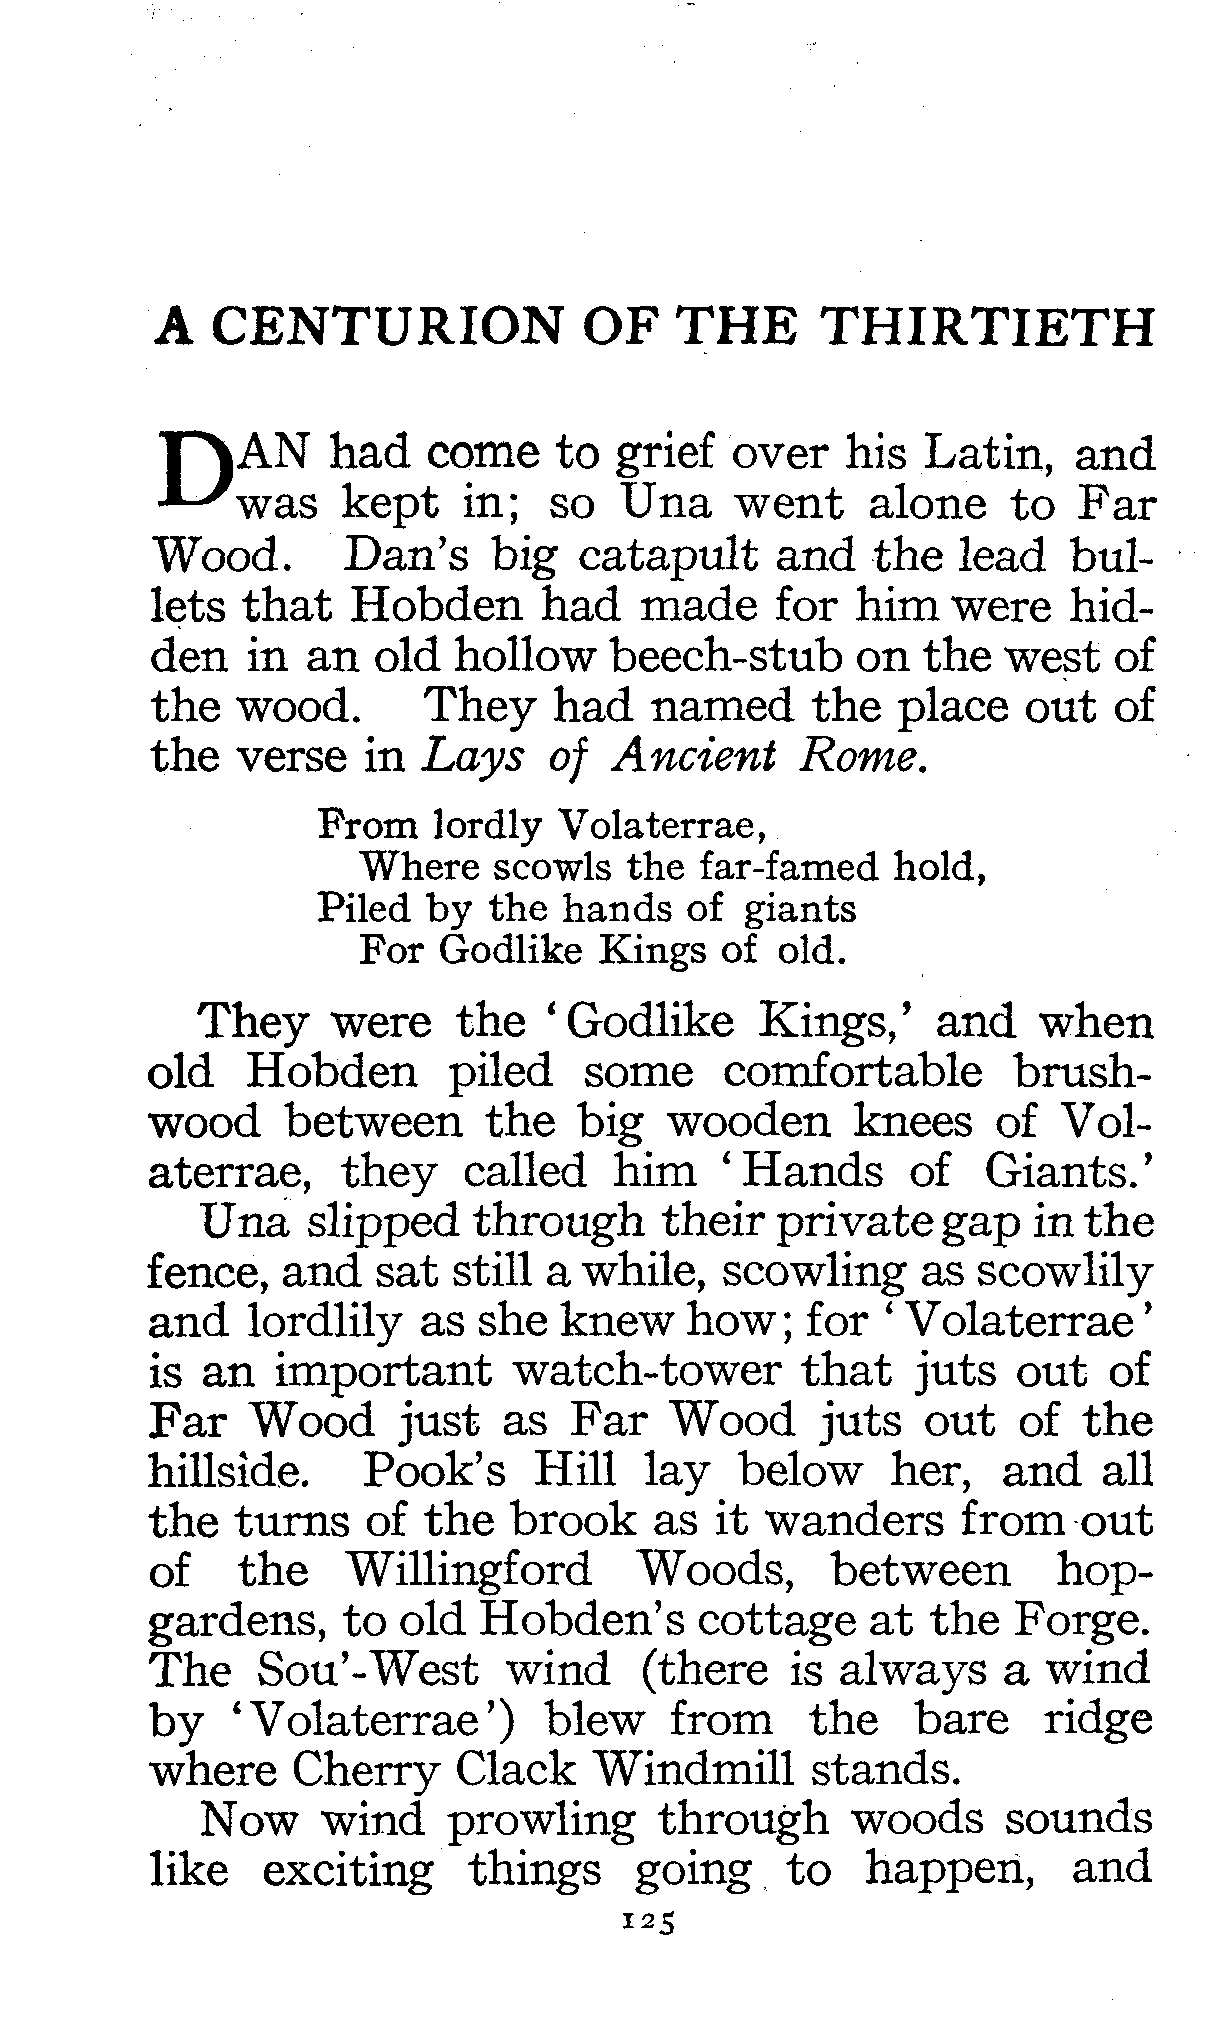 A CENTURION OF THE THIRTIETH
DAN had come to grief over his Latin, and
was kept in; so Una went alone to Far
Wood. Dan's big catapult and the lead bul-
lets that Hobden had made for him were hid-
den in an old hollow beech-stub on the west of
the wood. They had named the place out of
the verse in Lays of Ancient Rome.
From lordly Volaterrae,
Where scowls the far-famed hold,
Piled by the hands of giants
For Godlike Kings of old.
They were the ‘Godlike Kings,’ and when
old Hobden piled some comfortable brush-
wood between the big wooden knees of Vol-
aterrae, they called him ‘Hands of Giants.’
Una slipped through their private gap in the
fence, and sat still a while, scowling as scowlily
and lordlily as she knew how; for ‘Volaterrae’
is an important watch-tower that juts out of
Far Wood just as Far Wood juts out of the
hillside. Pook's Hill lay below her, and all
the turns of the brook as it wanders from out
of the Willingford Woods, between hop-
gardens, to old Hobden's cottage at the Forge.
The Sou'-West wind (there is always a wind
by ‘Volaterrae’) blew from the bare ridge
where Cherry Clack Windmill stands.
Now wind prowling through woods sounds
like exciting things going to happen, and
125